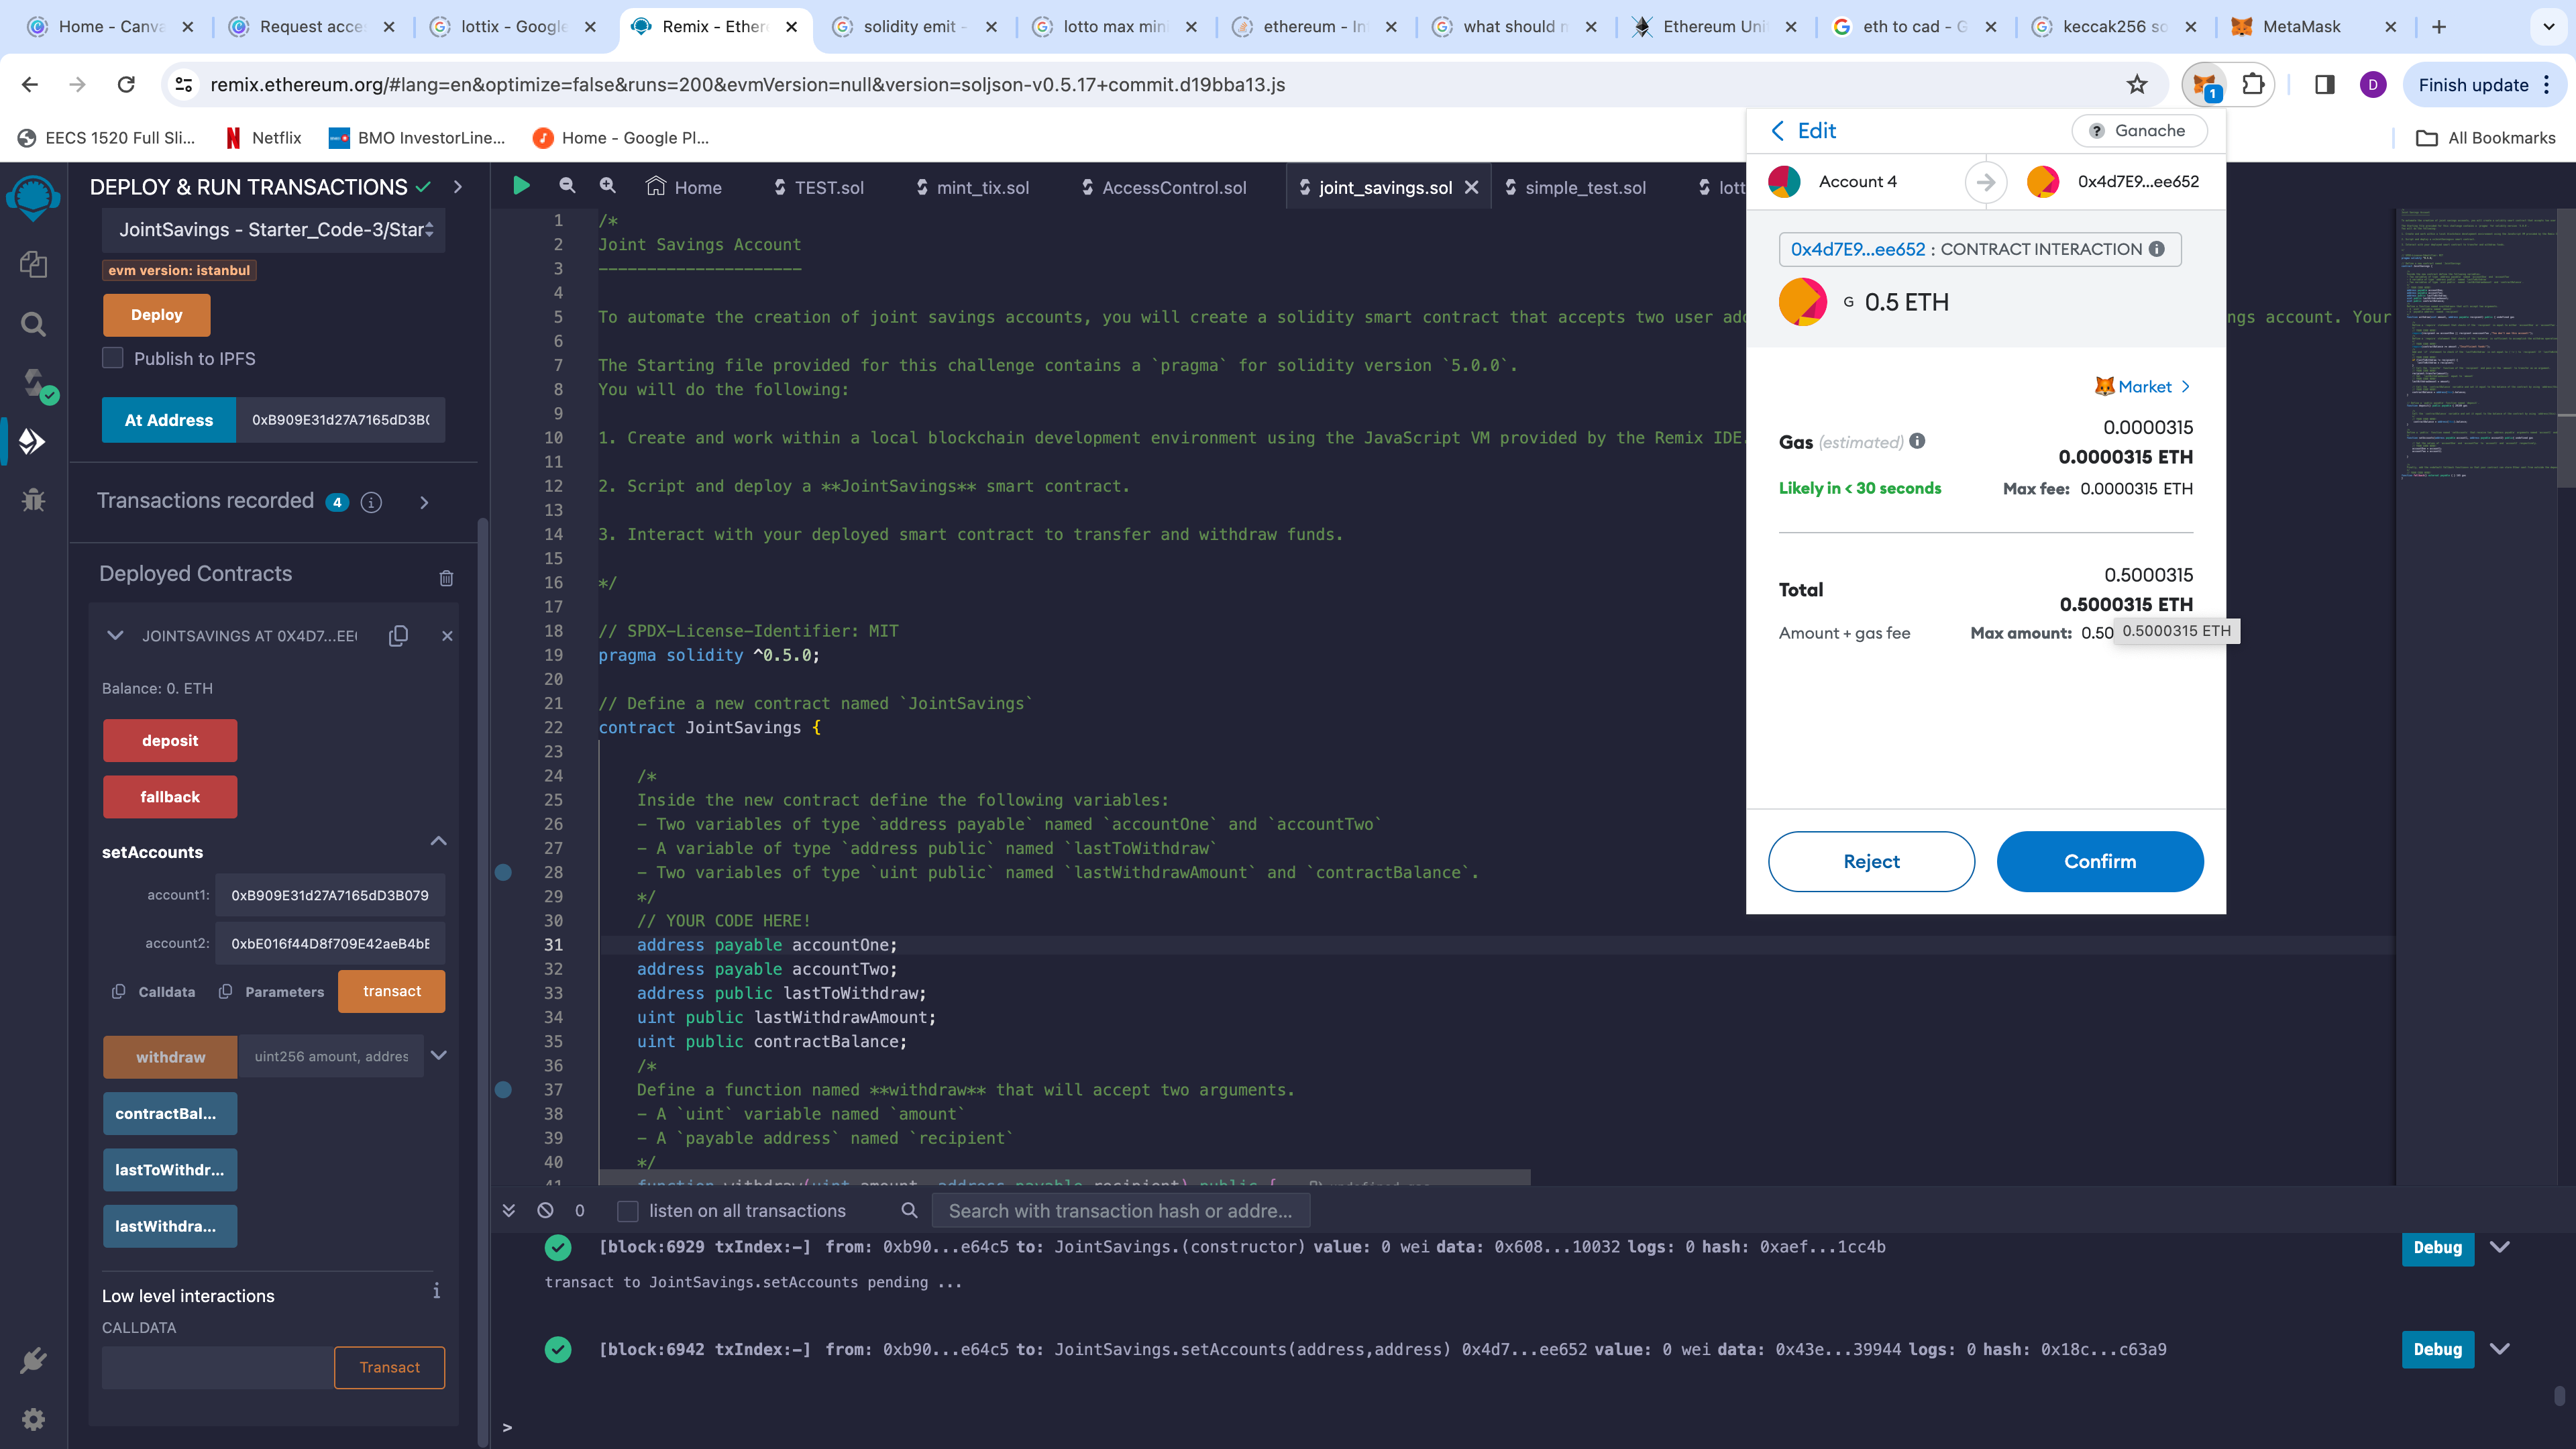 Home - Canva
Request acce
lottix - Google
Remix - Ether
solidity emit -
lotto max min
ethereum - In
what should n
Ethereum Uni
eth to cad - G
keccak256 so
MetaMask
remix.ethereum.org/#lang=en&optimize=false&runs=200&evmVersion=null&version=soljson-v0.5.17+commit.d19bba13.js
1
D
Finish update
EECS 1520 Full Sli...
Netflix
BMO InvestorLine...
Home - Google Pl...
All Bookmarks
DEPLOY & RUN TRANSACTIONS
JointSavings - Starter_Code-3/Star
evm version: istanbul
Deploy
Publish to IPFS
At Address 0xB909E31d27A7165dD3B(
Transactions recorded 4 i
Deployed Contracts
JOINTSAVINGS AT 0X4D7...EE
Balance: 0. ETH
deposit
fallback
setAccounts
account1: 0xB909E31d27A7165dD3B079
account2: 0xbE016f44D8f709E42aeB4bE
Calldata Parameters transact
withdraw uint256 amount, addres
contractBal...
lastToWithdr...
lastWithdra...
Low level interactions i
CALLDATA
Transact
Home TEST.sol mint_tix.sol AccessControl.sol joint_savings.sol simple_test.sol lott
1 /*
2 Joint Savings Account
3 ---------------------
4
5 To automate the creation of joint savings accounts, you will create a solidity smart contract that accepts two user ad ngs account. Your
6
7 The Starting file provided for this challenge contains a `pragma` for solidity version `5.0.0`.
8 You will do the following:
9
10 1. Create and work within a local blockchain development environment using the JavaScript VM provided by the Remix IDE.
11
12 2. Script and deploy a **JointSavings** smart contract.
13
14 3. Interact with your deployed smart contract to transfer and withdraw funds.
15
16 */
17
18 // SPDX-License-Identifier: MIT
19 pragma solidity ^0.5.0;
20
21 // Define a new contract named `JointSavings`
22 contract JointSavings {
23
24 /*
25 Inside the new contract define the following variables:
26 - Two variables of type `address payable` named `accountOne` and `accountTwo`
27 - A variable of type `address public` named `lastToWithdraw`
28 - Two variables of type `uint public` named `lastWithdrawAmount` and `contractBalance`.
29 */
30 // YOUR CODE HERE!
31 address payable accountOne;
32 address payable accountTwo;
33 address public lastToWithdraw;
34 uint public lastWithdrawAmount;
35 uint public contractBalance;
36 /*
37 Define a function named **withdraw** that will accept two arguments.
38 - A `uint` variable named `amount`
39 - A `payable address` named `recipient`
40 */
41 function withdraw(uint amount, address payable recipient) public {
Edit
? Ganache
Account 4
0x4d7E9...ee652
0x4d7E9...ee652 : CONTRACT INTERACTION
G 0.5 ETH
Market
0.0000315
Gas (estimated) 0.0000315 ETH
Likely in < 30 seconds Max fee: 0.0000315 ETH
0.5000315
Total 0.5000315 ETH
Amount + gas fee Max amount: 0.50
0.5000315 ETH
Reject
Confirm
0 listen on all transactions Search with transaction hash or addre...
[block:6929 txIndex:-] from: 0xb90...e64c5 to: JointSavings.(constructor) value: 0 wei data: 0x608...10032 logs: 0 hash: 0xaef...1cc4b
Debug
transact to JointSavings.setAccounts pending ...
[block:6942 txIndex:-] from: 0xb90...e64c5 to: JointSavings.setAccounts(address,address) 0x4d7...ee652 value: 0 wei data: 0x43e...39944 logs: 0 hash: 0x18c...c63a9
Debug
>